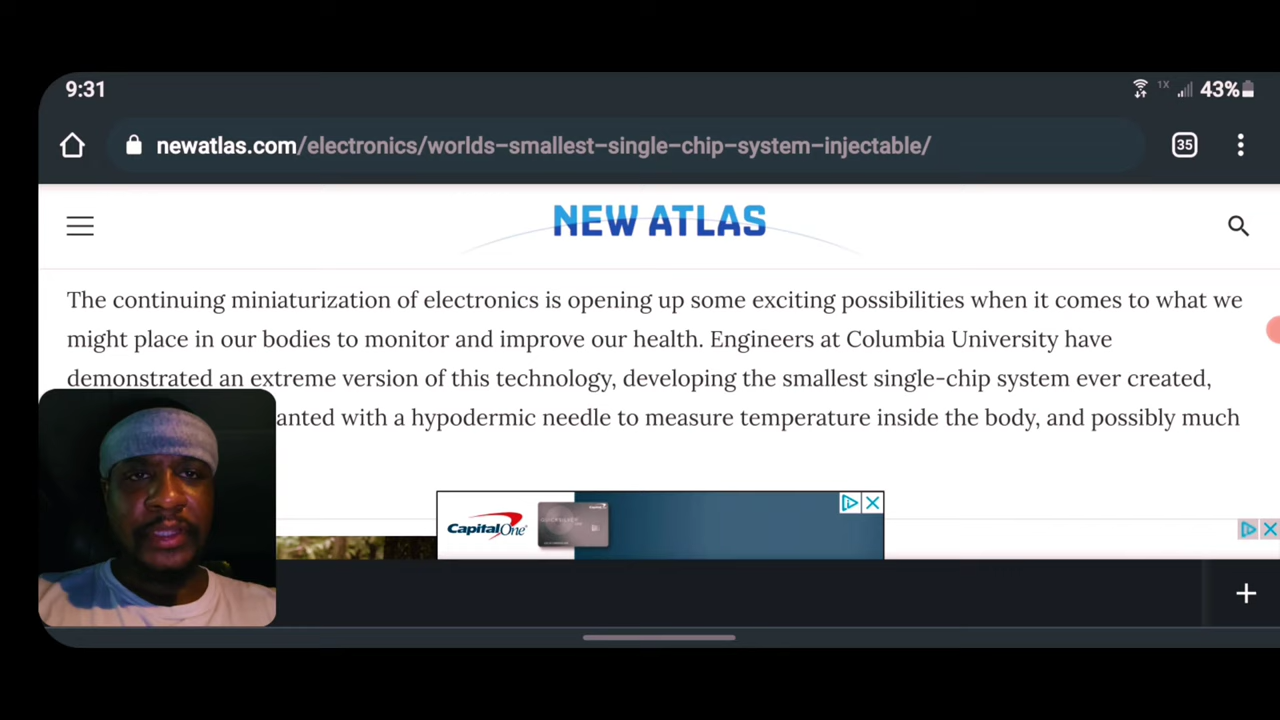 9:31
1X
43%
newatlas.com/electronics/worlds-smallest-single-chip-system-injectable/
35
NEW ATLAS
The continuing miniaturization of electronics is opening up some exciting possibilities when it comes to what we
might place in our bodies to monitor and improve our health. Engineers at Columbia University have
demonstrated an extreme version of this technology, developing the smallest single-chip system ever created,
anted with a hypodermic needle to measure temperature inside the body, and possibly much
Capital One